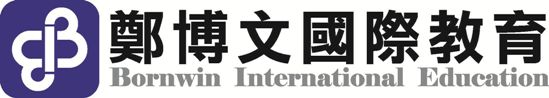 鄭博文國際教育
Bornwin International Education